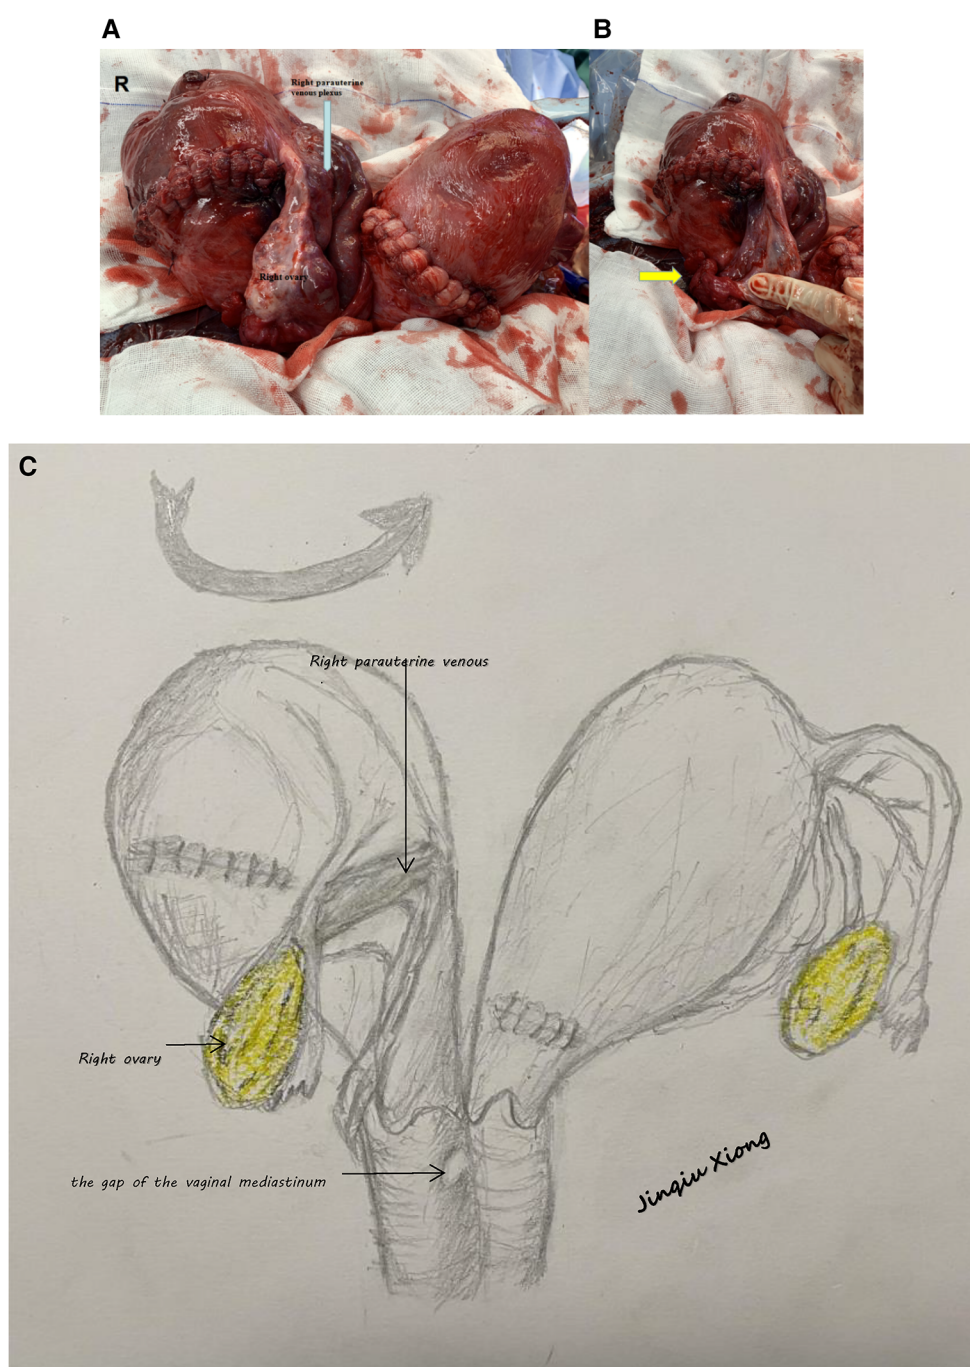 A
B
R
Right parauterine
venous plexus
Right ovary
C
Right parauterine venous
Right ovary
the gap of the vaginal mediastinum
Jinqiu Xiong